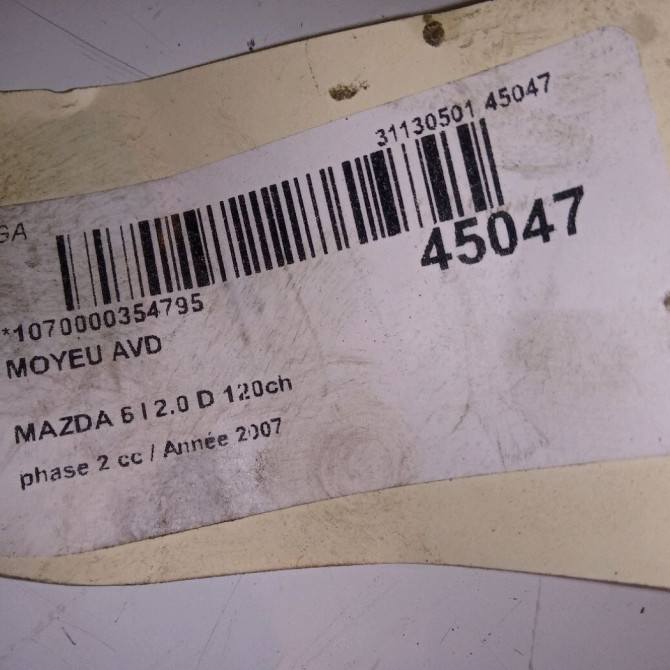 31130501 45047
GA
45047
*1070000354795
MOYEU AVD
MAZDA 6 I 2.0 D 120ch
phase 2 cc / Année 2007